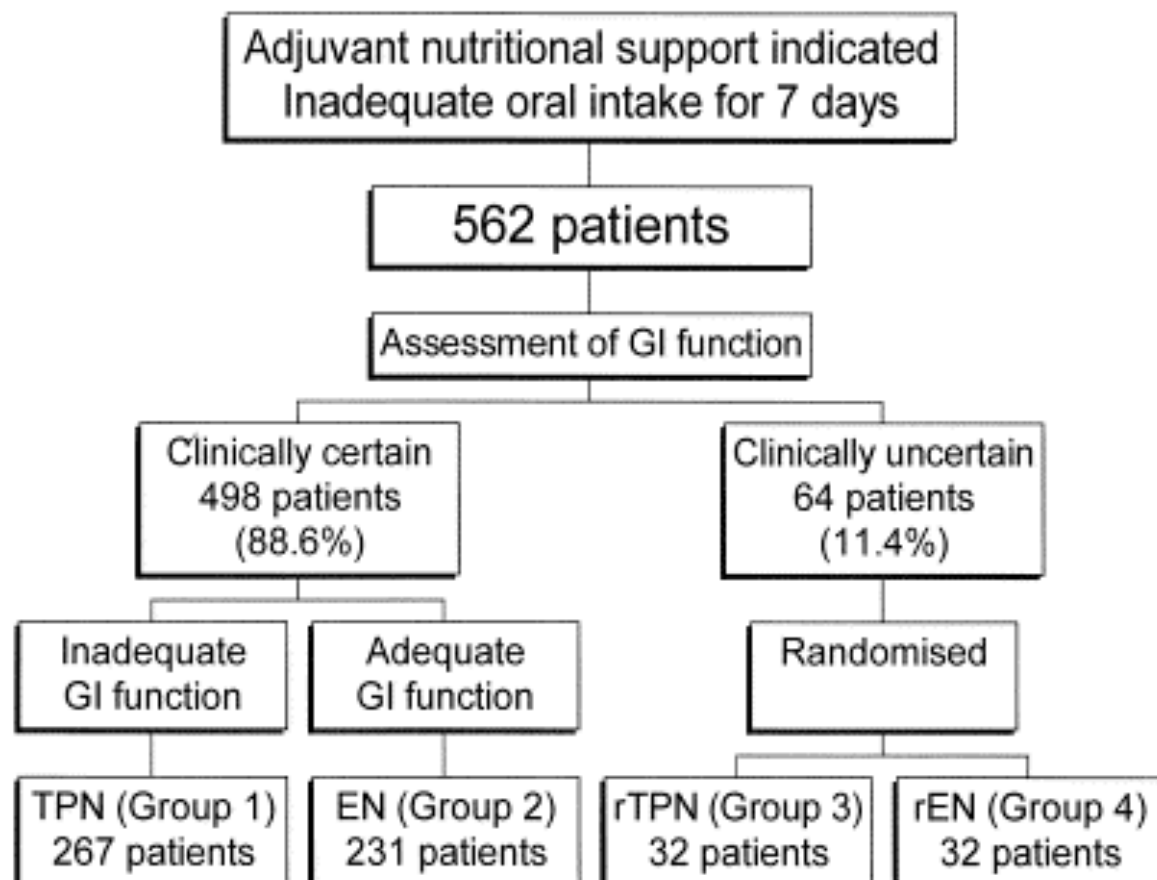 Adjuvant nutritional support indicated
Inadequate oral intake for 7 days
562 patients
Assessment of GI function
Clinically certain
498 patients
(88.6%)
Clinically uncertain
64 patients
(11.4%)
Inadequate
GI function
Adequate
GI function
Randomised
TPN (Group 1)
267 patients
EN (Group 2)
231 patients
rTPN (Group 3)
32 patients
rEN (Group 4)
32 patients